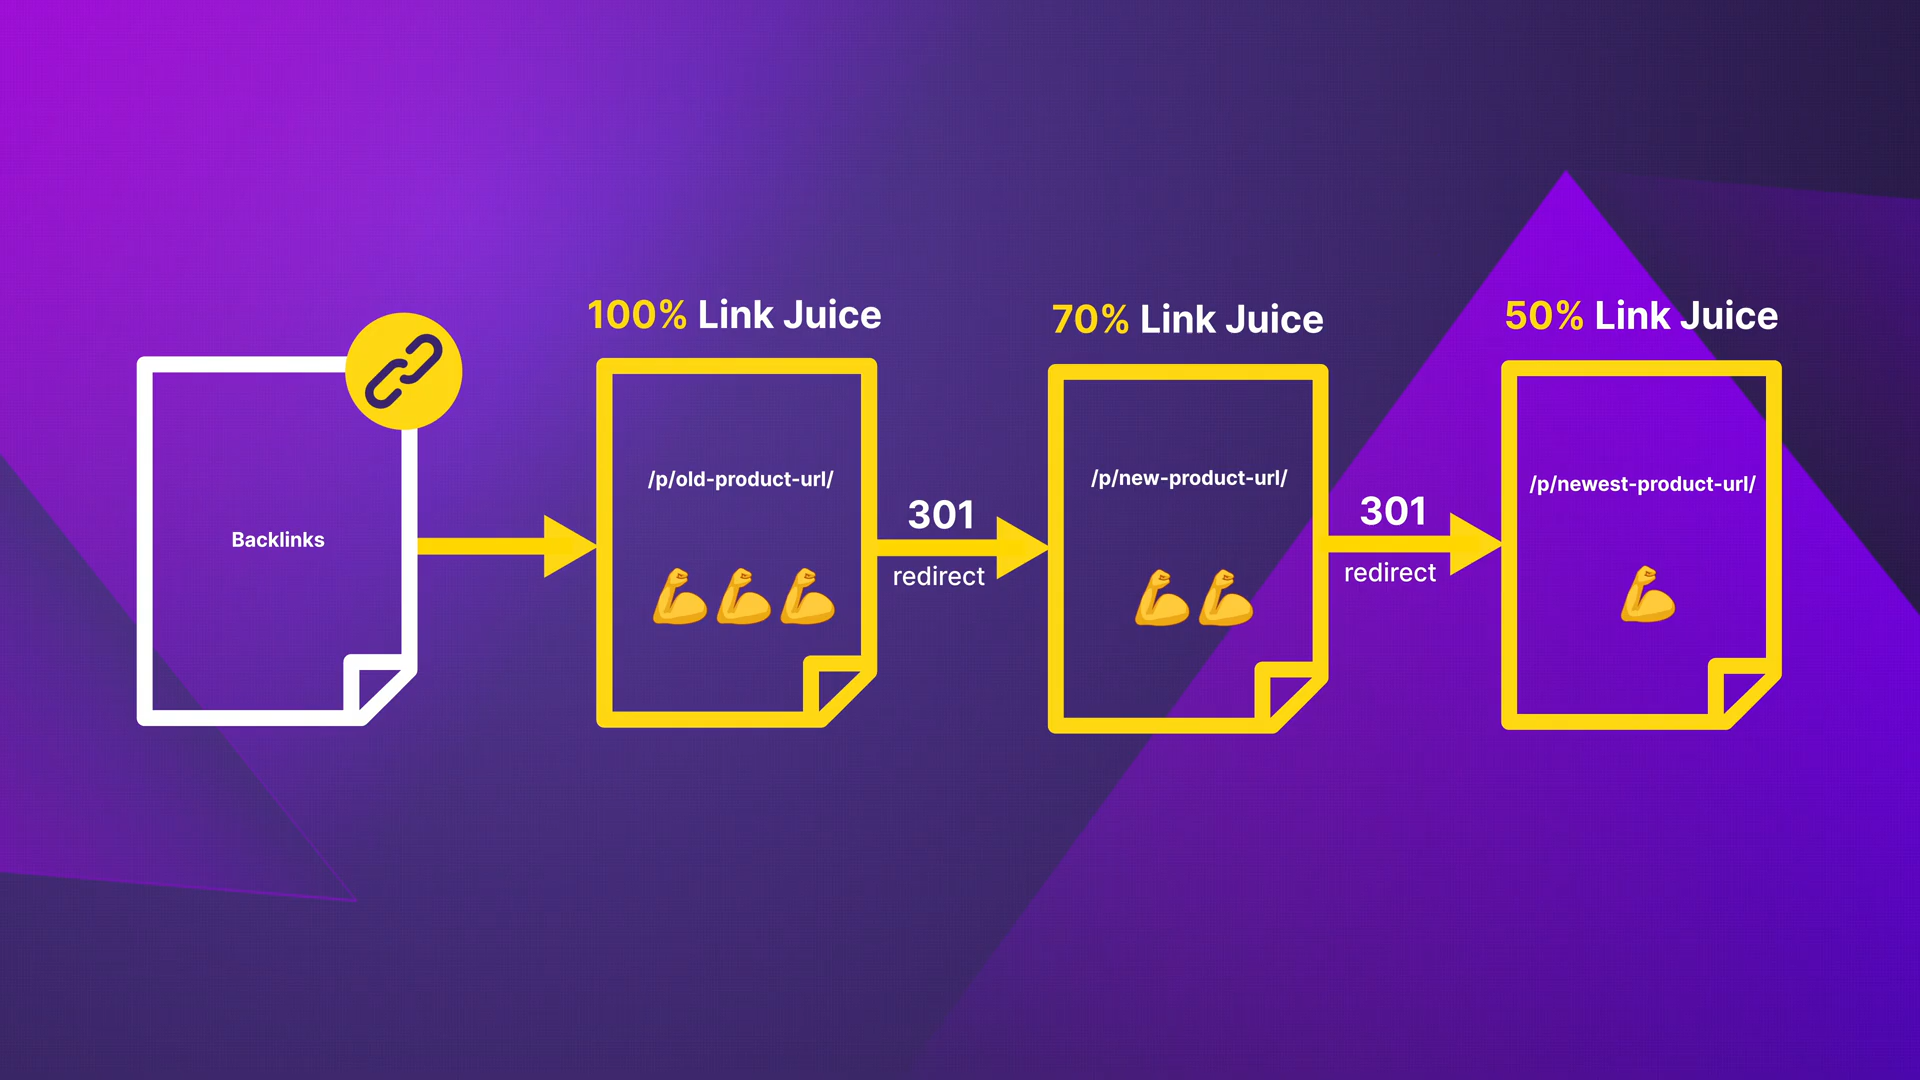 100% Link Juice
70% Link Juice
50% Link Juice
Backlinks
/p/old-product-url/
301
redirect
/p/new-product-url/
301
redirect
/p/newest-product-url/